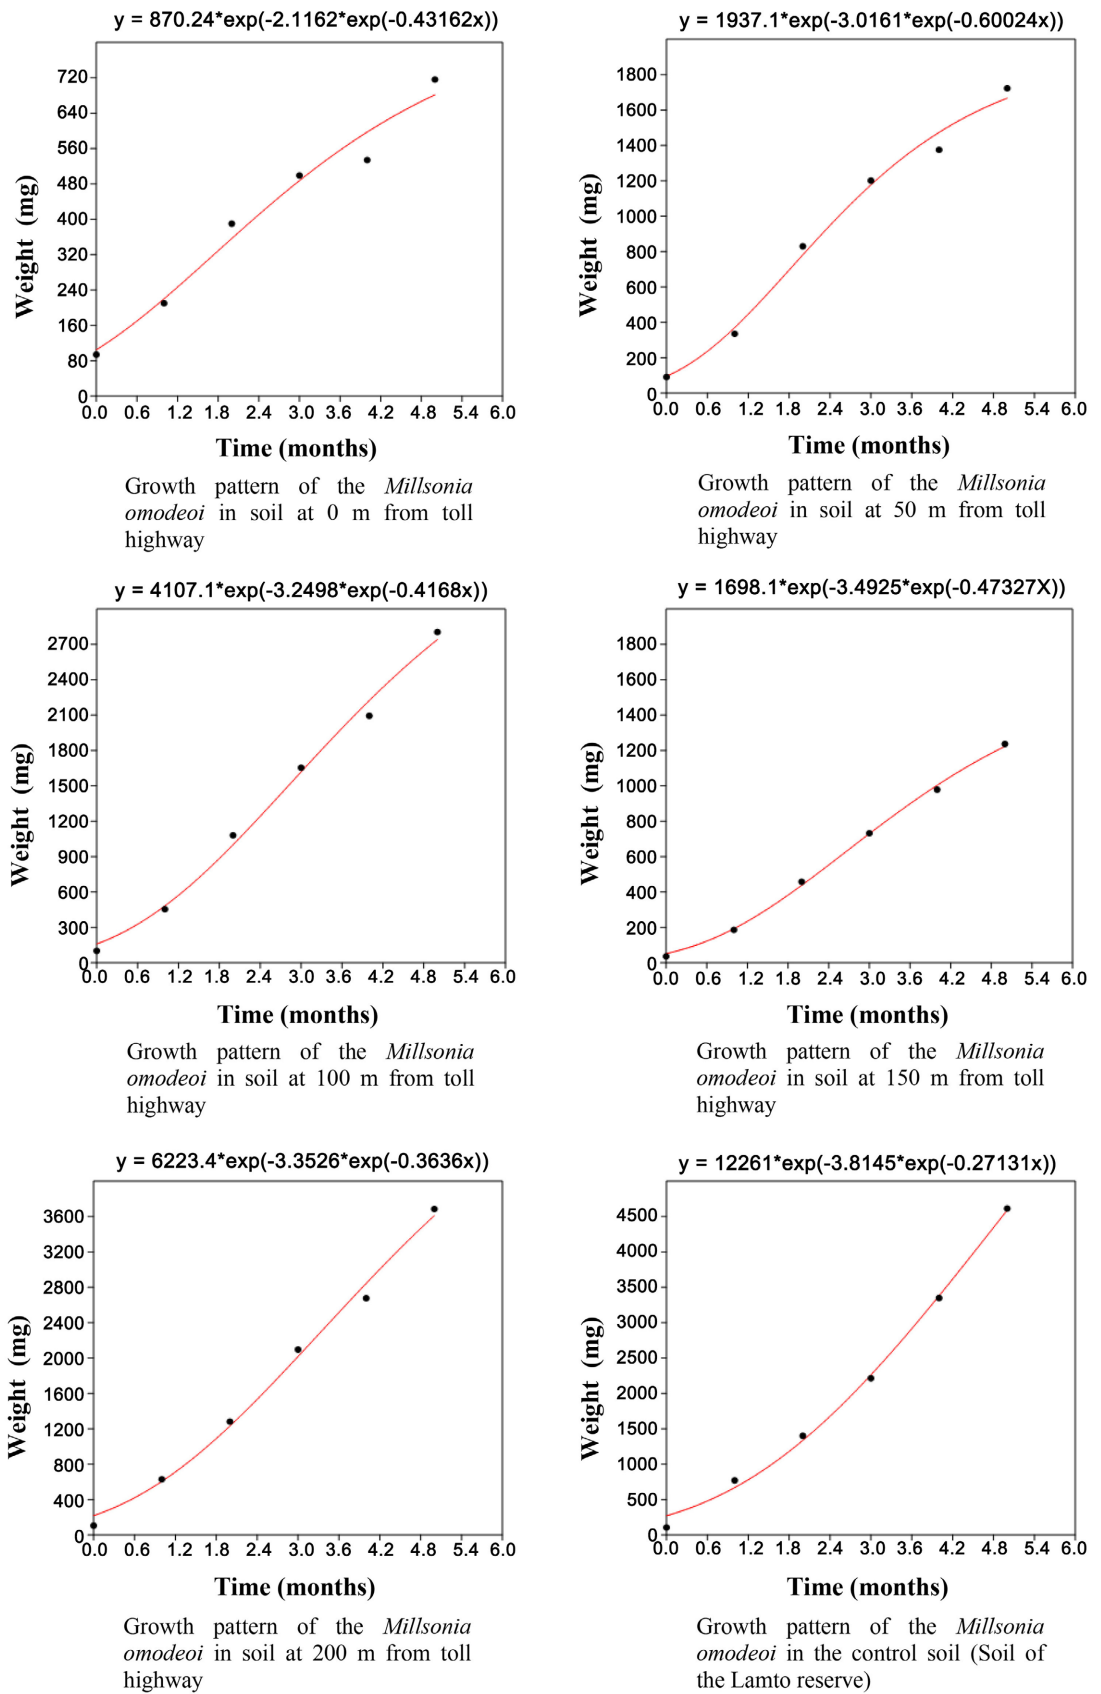 y = 870.24*exp(-2.1162*exp(-0.43162x))
720
640
560
480
400
320
240
160
80
0
0.0 0.6 1.2 1.8 2.4 3.0 3.6 4.2 4.8 5.4 6.0
Weight (mg)
Time (months)
Growth pattern of the Millsonia
omodeoi in soil at 0 m from toll
highway
y = 1937.1*exp(-3.0161*exp(-0.60024x))
1800
1600
1400
1200
1000
800
600
400
200
0
0.0 0.6 1.2 1.8 2.4 3.0 3.6 4.2 4.8 5.4 6.0
Weight (mg)
Time (months)
Growth pattern of the Millsonia
omodeoi in soil at 50 m from toll
highway
y = 4107.1*exp(-3.2498*exp(-0.4168x))
2700
2400
2100
1800
1500
1200
900
600
300
0
0.0 0.6 1.2 1.8 2.4 3.0 3.6 4.2 4.8 5.4 6.0
Weight (mg)
Time (months)
Growth pattern of the Millsonia
omodeoi in soil at 100 m from toll
highway
y = 1698.1*exp(-3.4925*exp(-0.47327X))
1800
1600
1400
1200
1000
800
600
400
200
0
0.0 0.6 1.2 1.8 2.4 3.0 3.6 4.2 4.8 5.4 6.0
Weight (mg)
Time (months)
Growth pattern of the Millsonia
omodeoi in soil at 150 m from toll
highway
y = 6223.4*exp(-3.3526*exp(-0.3636x))
3600
3200
2800
2400
2000
1600
1200
800
400
0
0.0 0.6 1.2 1.8 2.4 3.0 3.6 4.2 4.8 5.4 6.0
Weight (mg)
Time (months)
Growth pattern of the Millsonia
omodeoi in soil at 200 m from toll
highway
y = 12261*exp(-3.8145*exp(-0.27131x))
4500
4000
3500
3000
2500
2000
1500
1000
500
0
0.0 0.6 1.2 1.8 2.4 3.0 3.6 4.2 4.8 5.4 6.0
Weight (mg)
Time (months)
Growth pattern of the Millsonia
omodeoi in the control soil (Soil of
the Lamto reserve)